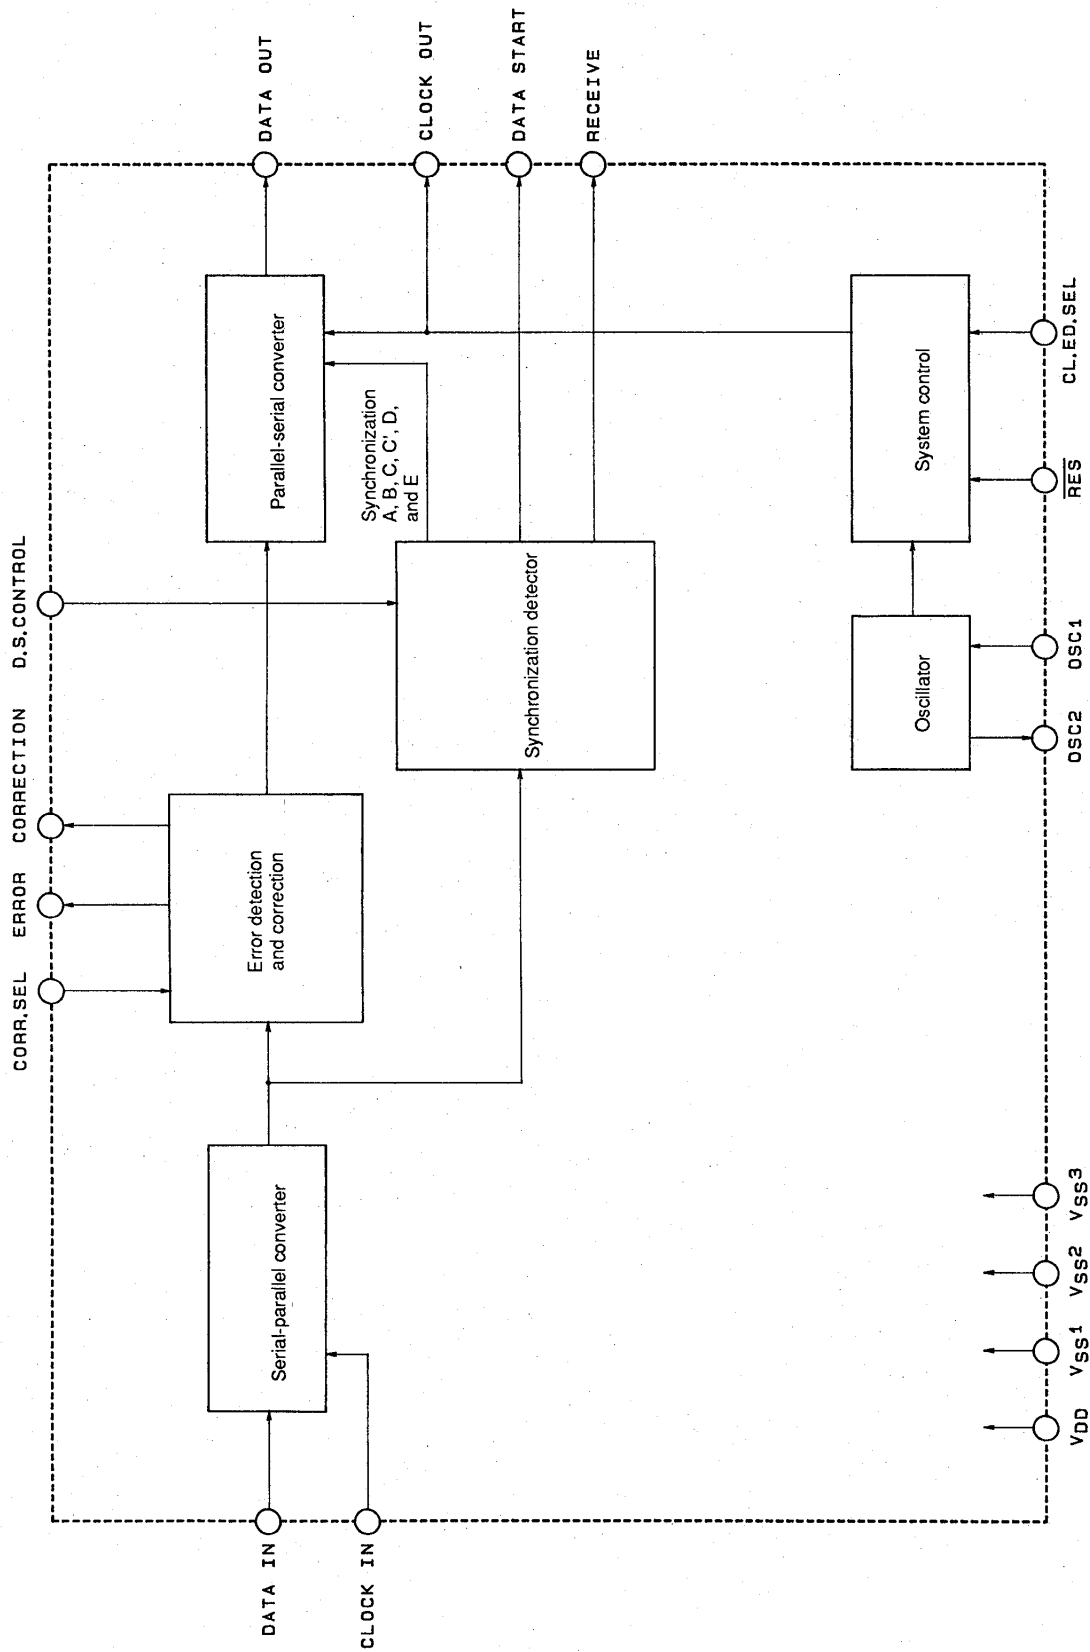 CORR.SEL
ERROR
CORRECTION
D.S.CONTROL
DATA IN
CLOCK IN
Serial-parallel converter
Error detection
and correction
Parallel-serial converter
Synchronization
A, B, C, C', D,
and E
Synchronization detector
Oscillator
System control
DATA OUT
CLOCK OUT
DATA START
RECEIVE
VDD
VSS1
VSS2
VSS3
OSC2
OSC1
R̅E̅S̅
CL.ED.SEL